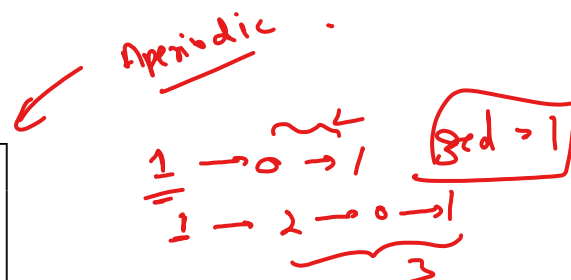 Aperiodic
1 → 0 → 1
gcd > 1
1 → 2 → 0 → 1
3